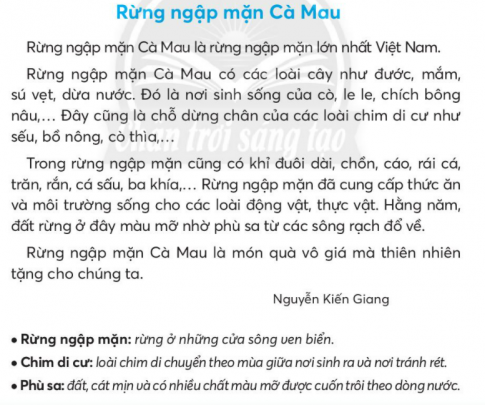 Rừng ngập mặn Cà Mau
Rừng ngập mặn Cà Mau là rừng ngập mặn lớn nhất Việt Nam.
Rừng ngập mặn Cà Mau có các loài cây như đước, mắm,
sú vẹt, dừa nước. Đó là nơi sinh sống của cò, le le, chích bông
nâu,... Đây cũng là chỗ dừng chân của các loài chim di cư như
sếu, bồ nông, cò thìa,...
Trong rừng ngập mặn cũng có khỉ đuôi dài, chồn, cáo, rái cá,
trăn, rắn, cá sấu, ba khía,... Rừng ngập mặn đã cung cấp thức ăn
và môi trường sống cho các loài động vật, thực vật. Hằng năm,
đất rừng ở đây màu mỡ nhờ phù sa từ các sông rạch đổ về.
Rừng ngập mặn Cà Mau là món quà vô giá mà thiên nhiên
tặng cho chúng ta.
Nguyễn Kiến Giang
• Rừng ngập mặn: rừng ở những cửa sông ven biển.
• Chim di cư: loài chim di chuyển theo mùa giữa nơi sinh ra và nơi tránh rét.
• Phù sa: đất, cát mịn và có nhiều chất màu mỡ được cuốn trôi theo dòng nước.
Chân trời sáng tạo